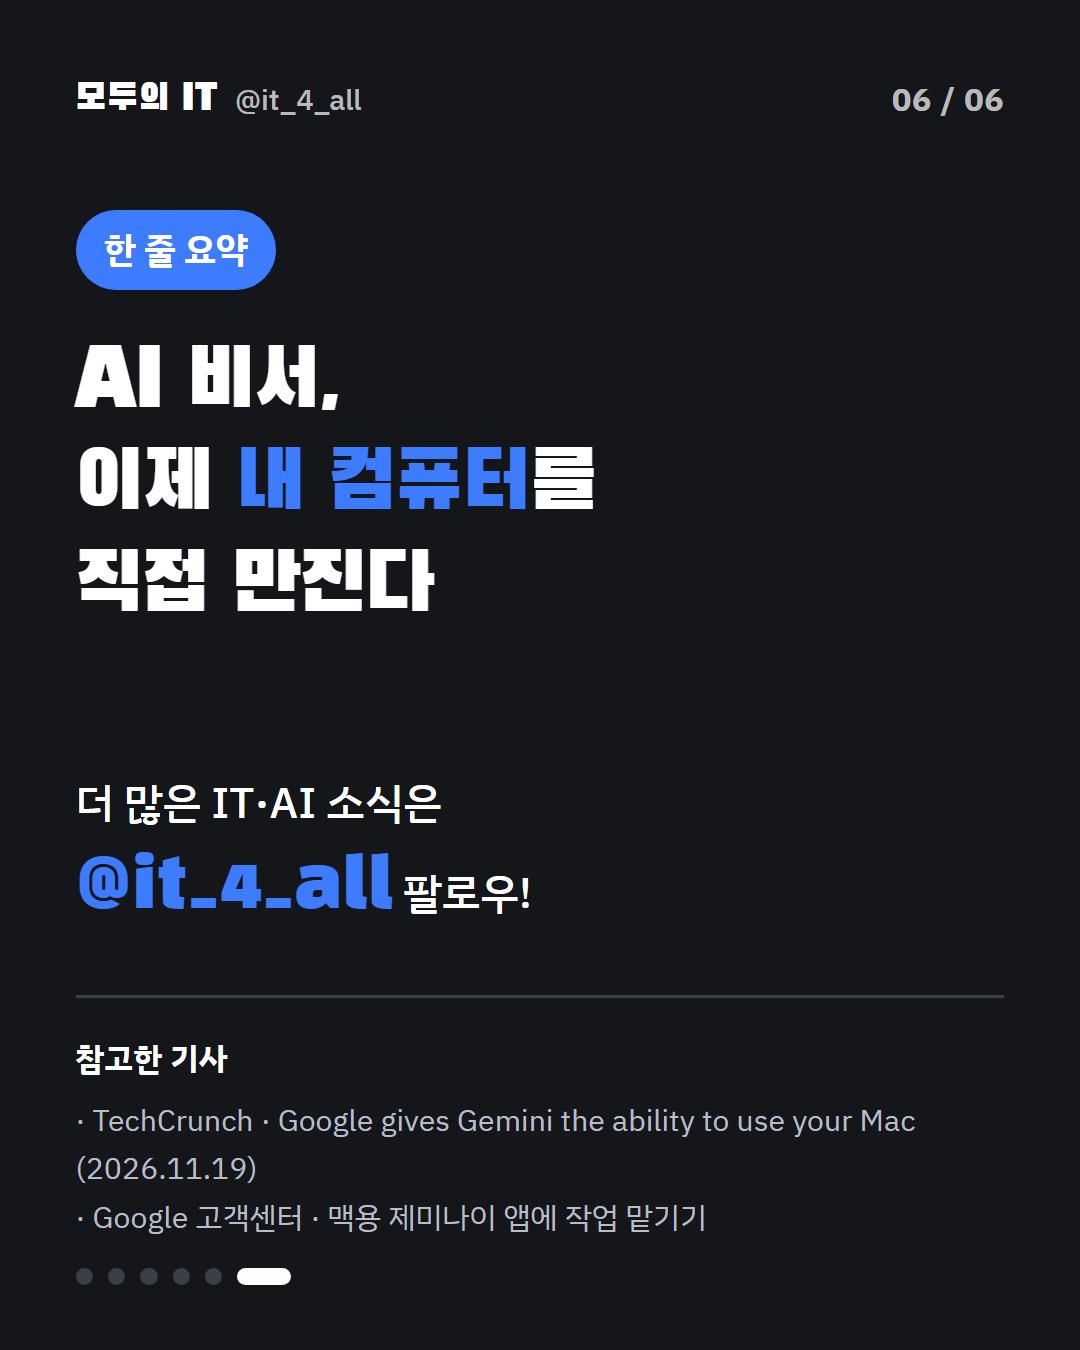 모두의 IT @it_4_all
06 / 06
한 줄 요약
AI 비서,
이제 내 컴퓨터를
직접 만진다
더 많은 IT·AI 소식은
@it_4_all 팔로우!
참고한 기사
· TechCrunch · Google gives Gemini the ability to use your Mac
(2026.11.19)
· Google 고객센터 · 맥용 제미나이 앱에 작업 맡기기